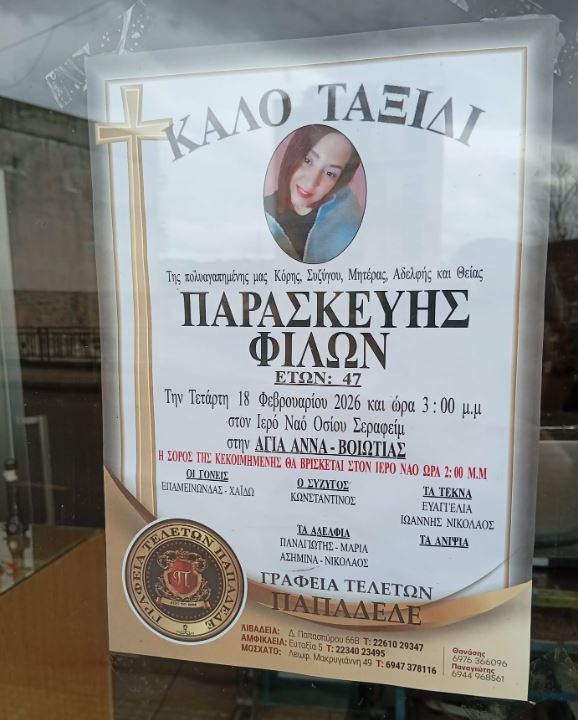 ΚΑΛΟ ΤΑΞΙΔΙ
Της πολυαγαπημένης μας Κόρης, Συζύγου, Μητέρας, Αδελφής και Θείας
ΠΑΡΑΣΚΕΥΗΣ
ΦΙΛΩΝ
ΕΤΩΝ: 47
Την Τετάρτη 18 Φεβρουαρίου 2026 και ώρα 3:00 μ.μ
στον Ιερό Ναό Οσίου Σεραφείμ
στην ΑΓΙΑ ΑΝΝΑ - ΒΟΙΩΤΙΑΣ
Η ΣΟΡΟΣ ΤΗΣ ΚΕΚΟΙΜΗΜΕΝΗΣ ΘΑ ΒΡΙΣΚΕΤΑΙ ΣΤΟΝ ΙΕΡΟ ΝΑΟ ΩΡΑ 2:00 Μ.Μ
ΟΙ ΓΟΝΕΙΣ
ΕΠΑΜΕΙΝΩΝΔΑΣ - ΧΑΪΔΩ
Ο ΣΥΖΥΓΟΣ
ΚΩΝΣΤΑΝΤΙΝΟΣ
ΤΑ ΤΕΚΝΑ
ΕΥΑΓΓΕΛΙΑ
ΙΩΑΝΝΗΣ ΝΙΚΟΛΑΟΣ
ΤΑ ΑΔΕΛΦΙΑ
ΠΑΝΑΓΙΩΤΗΣ - ΜΑΡΙΑ
ΑΣΗΜΙΝΑ - ΝΙΚΟΛΑΟΣ
ΤΑ ΑΝΙΨΙΑ
ΓΡΑΦΕΙΑ ΤΕΛΕΤΩΝ ΠΑΠΑΔΕΔΕ
Π
ΓΡΑΦΕΙΑ ΤΕΛΕΤΩΝ
ΠΑΠΑΔΕΔΕ
ΛΙΒΑΔΕΙΑ: Δ. Παπασπύρου 66Β Τ: 22610 29347
ΑΜΦΙΚΛΕΙΑ: Ευταξία 5 Τ: 22340 23495
ΜΟΣΧΑΤΟ: Λεωφ. Μακρυγιάννη 49 Τ: 6947 378116
Θανάσης
6976 366096
Παναγιώτης
6944 968561